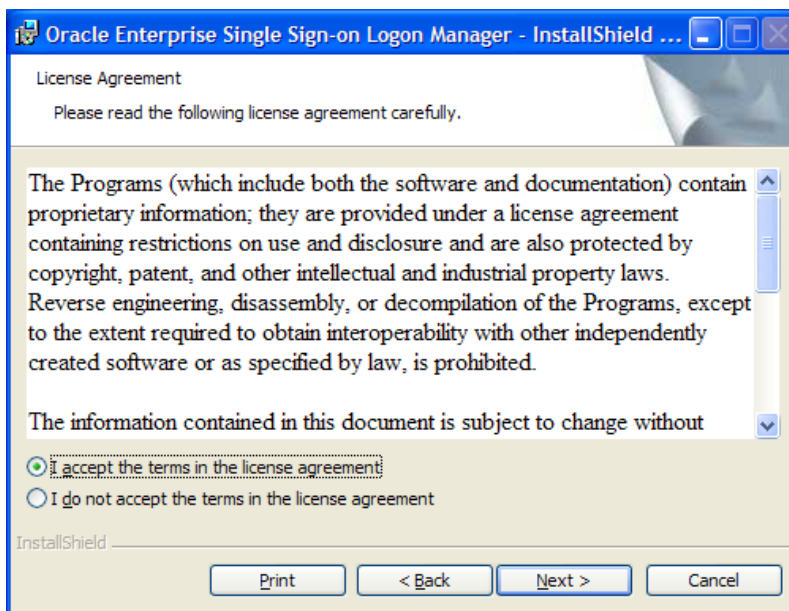 Oracle Enterprise Single Sign-on Logon Manager - InstallShield ...
License Agreement
Please read the following license agreement carefully.
The Programs (which include both the software and documentation) contain
proprietary information; they are provided under a license agreement
containing restrictions on use and disclosure and are also protected by
copyright, patent, and other intellectual and industrial property laws.
Reverse engineering, disassembly, or decompilation of the Programs, except
to the extent required to obtain interoperability with other independently
created software or as specified by law, is prohibited.
The information contained in this document is subject to change without
I accept the terms in the license agreement
I do not accept the terms in the license agreement
InstallShield
Print < Back Next > Cancel